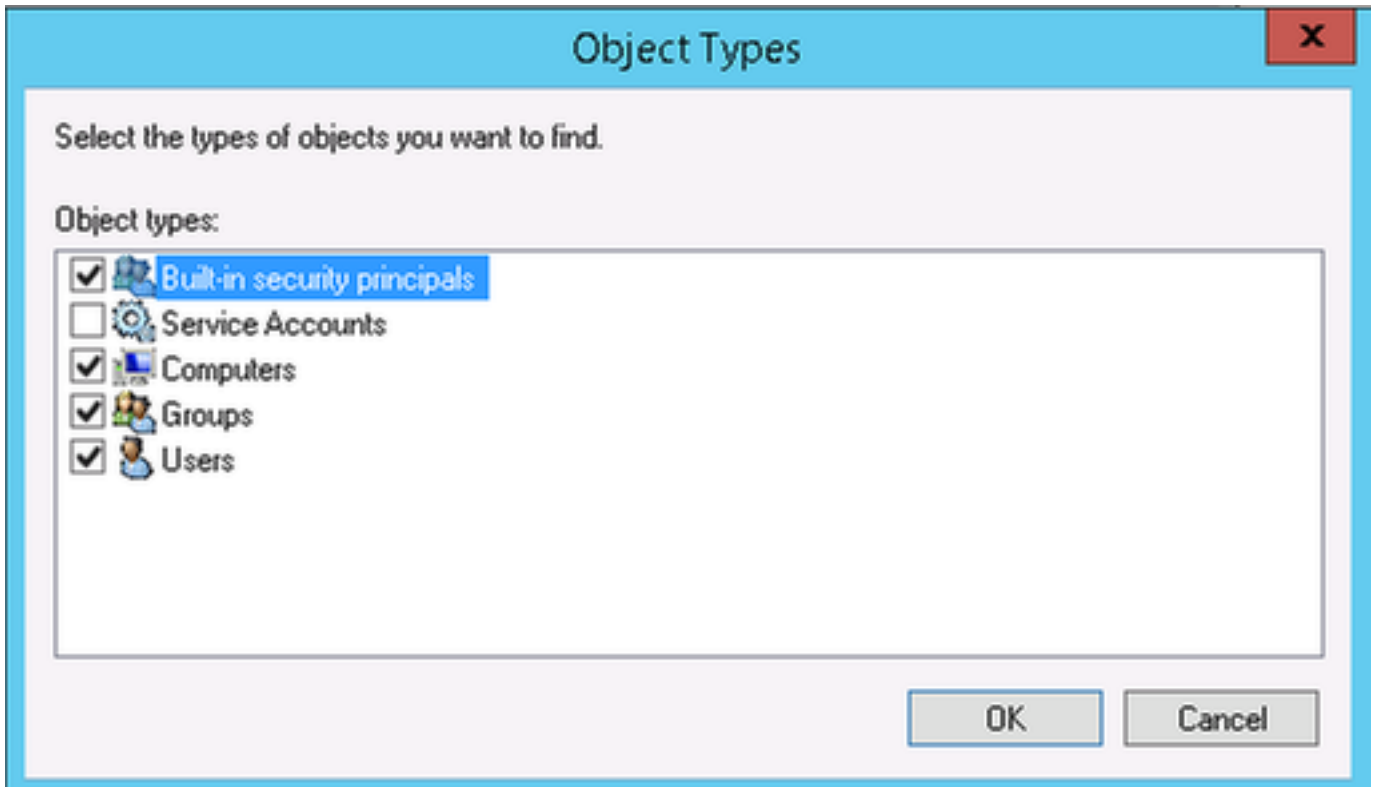 Object Types
x
Select the types of objects you want to find.
Object types:
Built-in security principals
Service Accounts
Computers
Groups
Users
OK
Cancel